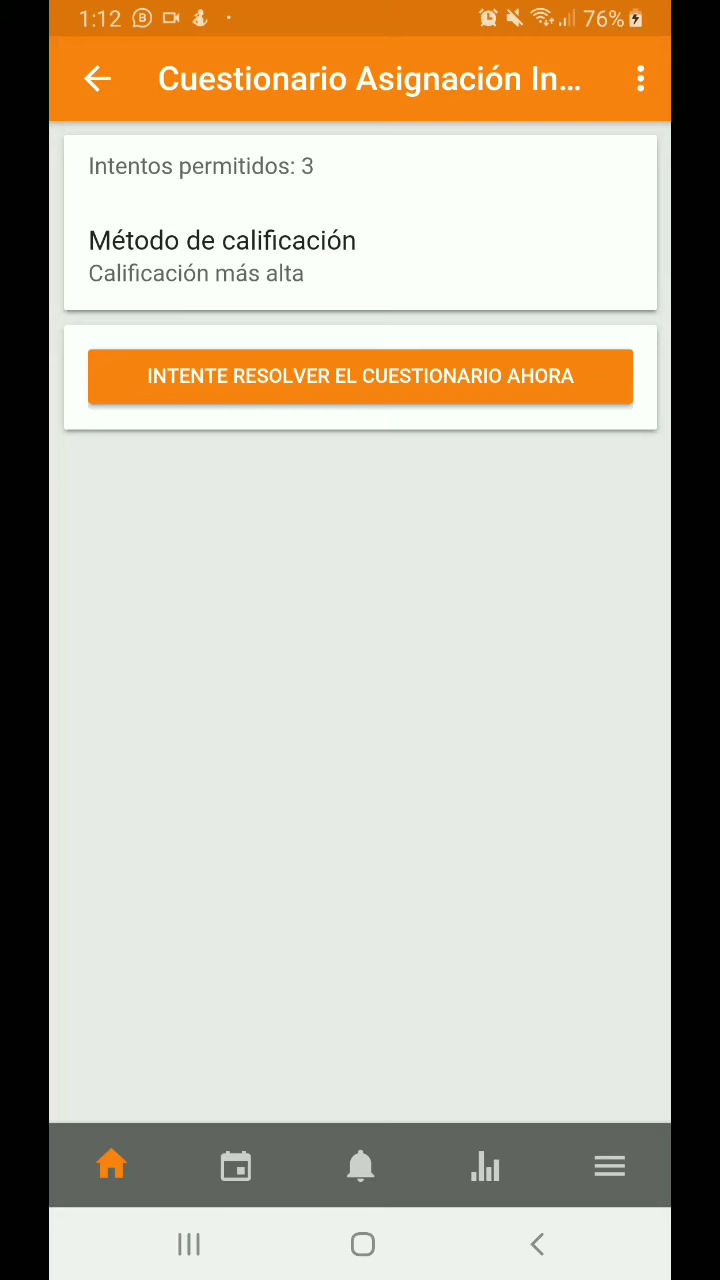 1:12
76%
Cuestionario Asignación In...
Intentos permitidos: 3
Método de calificación
Calificación más alta
INTENTE RESOLVER EL CUESTIONARIO AHORA